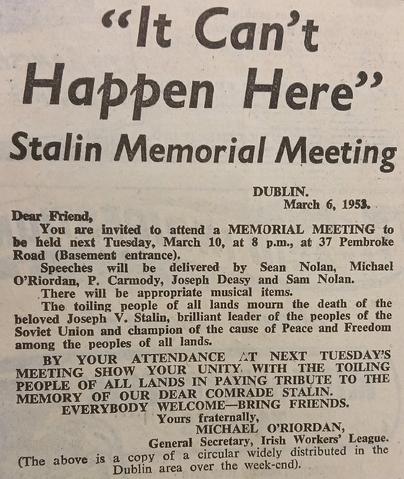 “It Can’t
Happen Here”
Stalin Memorial Meeting
DUBLIN.
March 6, 1953.
Dear Friend,
You are invited to attend a MEMORIAL MEETING to
be held next Tuesday, March 10, at 8 p.m., at 37 Pembroke
Road (Basement entrance).
Speeches will be delivered by Sean Nolan, Michael
O’Riordan, P. Carmody, Joseph Deasy and Sam Nolan.
There will be appropriate musical items.
The toiling people of all lands mourn the death of the
beloved Joseph V. Stalin, brilliant leader of the peoples of the
Soviet Union and champion of the cause of Peace and Freedom
among the peoples of all lands.
BY YOUR ATTENDANCE AT NEXT TUESDAY’S
MEETING SHOW YOUR UNITY WITH THE TOILING
PEOPLE OF ALL LANDS IN PAYING TRIBUTE TO THE
MEMORY OF OUR DEAR COMRADE STALIN.
EVERYBODY WELCOME—BRING FRIENDS.
Yours fraternally,
MICHAEL O’RIORDAN,
General Secretary, Irish Workers’ League.
(The above is a copy of a circular widely distributed in the
Dublin area over the week-end).